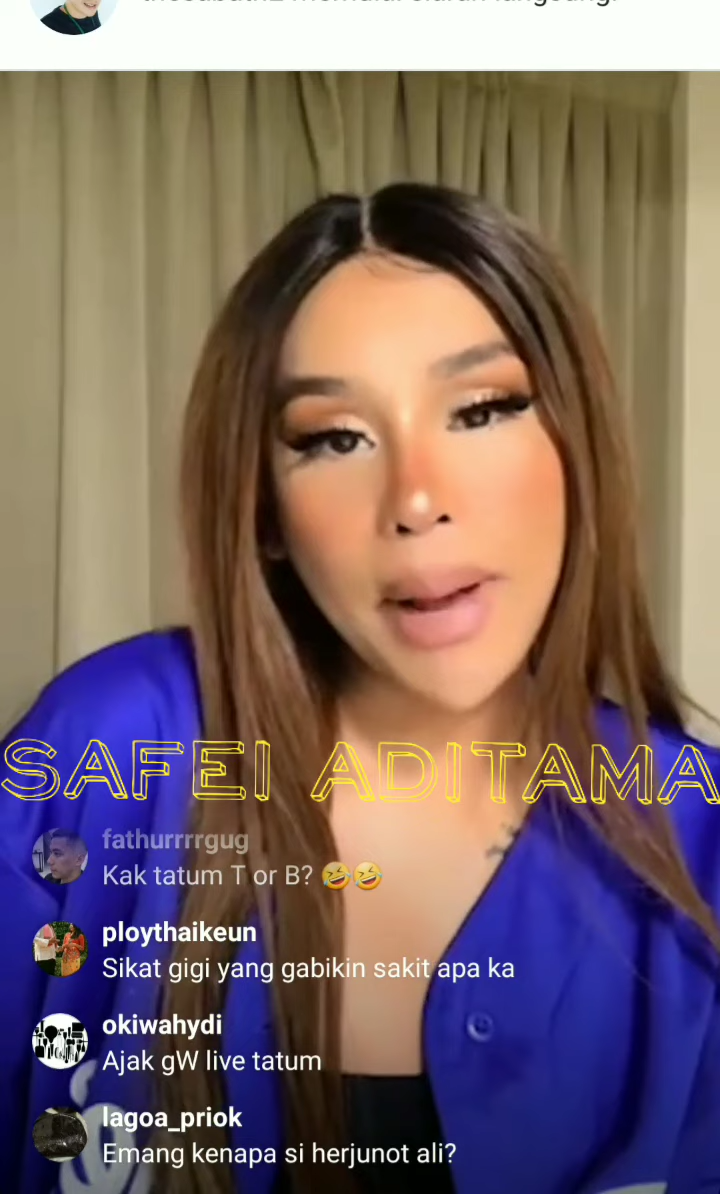 SAFEI ADITAMA
fathurrrrgug
Kak tatum T or B? 🤣🤣
ploythaikeun
Sikat gigi yang gabikin sakit apa ka
okiwahydi
Ajak gW live tatum
lagoa_priok
Emang kenapa si herjunot ali?